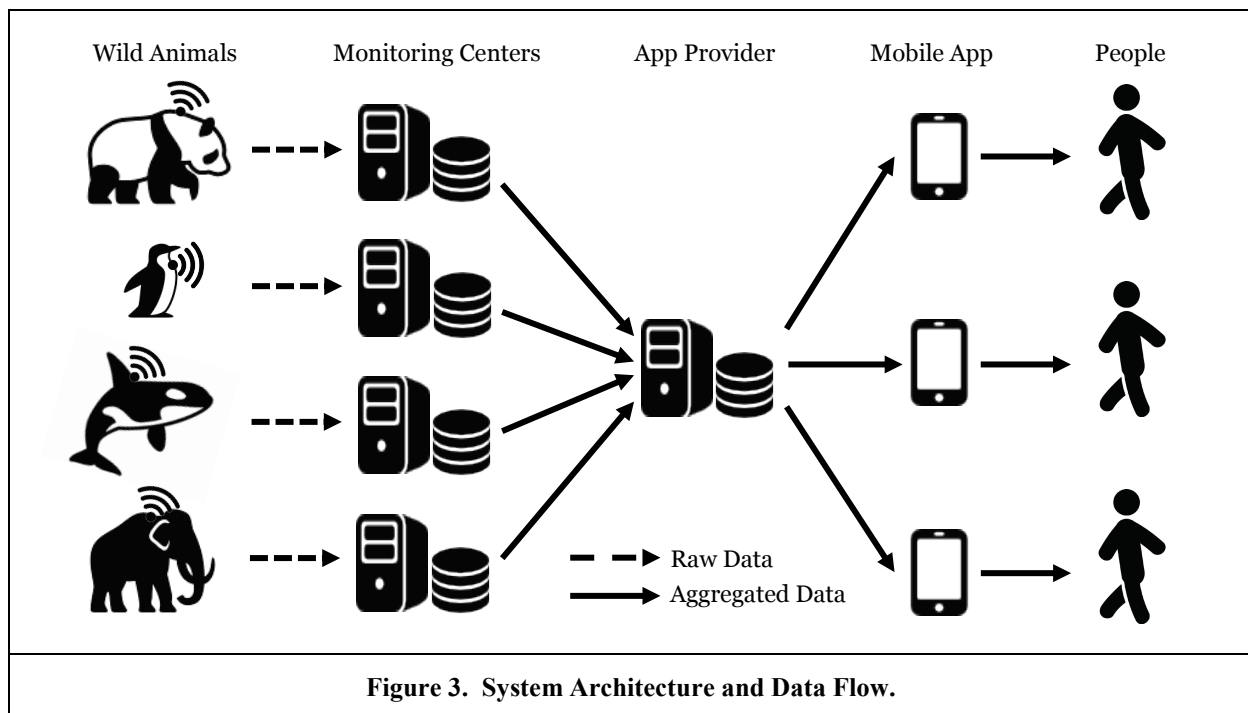 Wild Animals
Monitoring Centers
App Provider
Mobile App
People
Raw Data
Aggregated Data
Figure 3. System Architecture and Data Flow.